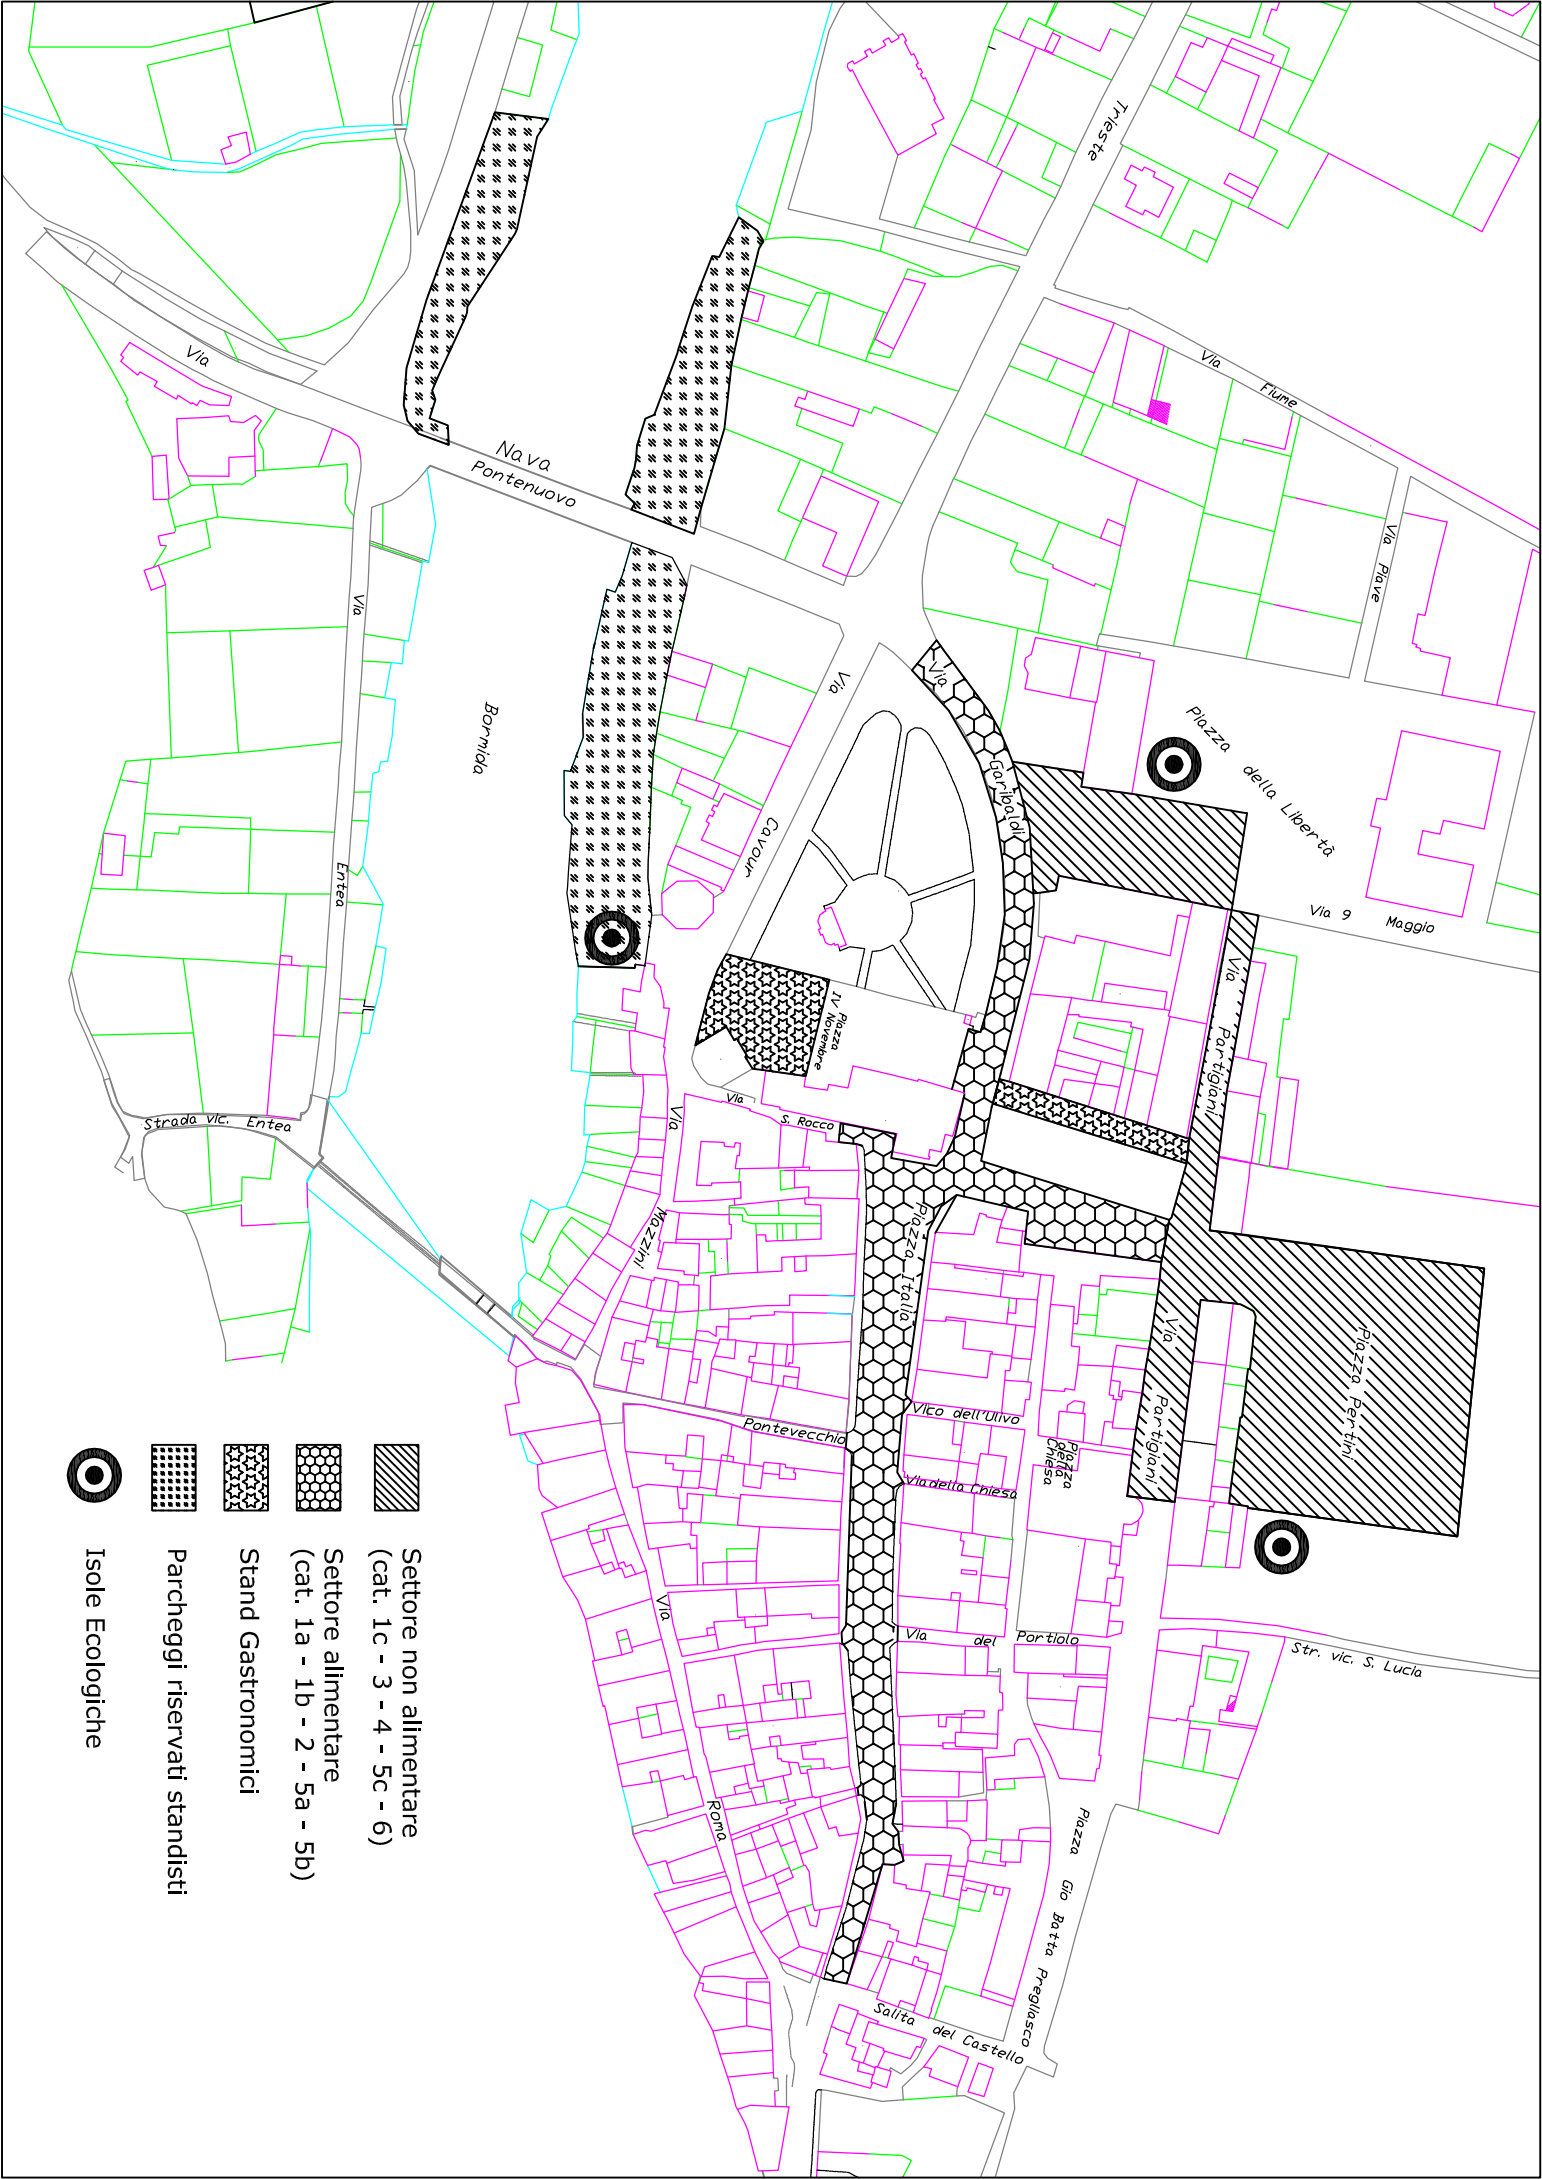 Trieste
Via
Fiume
Via Piave
Via
Nava
Pontenuovo
Via
Entea
Bormida
Via
Cavour
Via
Garibaldi
Piazza
della Libertà
Via 9 Maggio
Via Partigiani
Piazza
IV Novembre
Via S. Rocco
Strada vic. Entea
Via
Mazzini
Piazza Italia
Via Partigiani
Piazza Pertini
Vico dell'Ulivo
Pontevecchio
Via della Chiesa
Piazza
della
Chiesa
Via del Portiolo
Str. vic. S. Lucia
Via
Roma
Piazza Gio Batta Pregliasco
Salita del Castello
Settore non alimentare
(cat. 1c - 3 - 4 - 5c - 6)
Settore alimentare
(cat. 1a - 1b - 2 - 5a - 5b)
Stand Gastronomici
Parcheggi riservati standisti
Isole Ecologiche